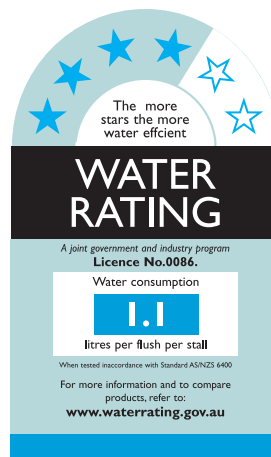 The more
stars the more
water effcient
WATER
RATING
A joint government and industry program
Licence No.0086.
Water consumption
1.1
litres per flush per stall
When tested inaccordance with Standard AS/NZS 6400
For more information and to compare
products, refer to:
www.waterrating.gov.au